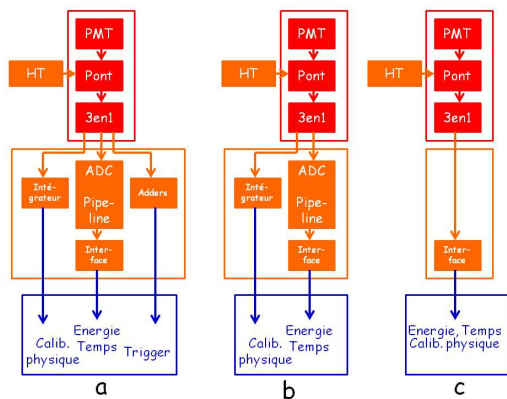 PMT
HT
Pont
3en1
Inté-
grateur
ADC
Pipe-
line
Adders
Inter-
face
Calib.
physique
Energie
Temps
Trigger
a
PMT
HT
Pont
3en1
Inté-
grateur
ADC
Pipe-
line
Inter-
face
Calib.
physique
Energie
Temps
b
PMT
HT
Pont
3en1
Inter-
face
Energie, Temps
Calib. physique
c